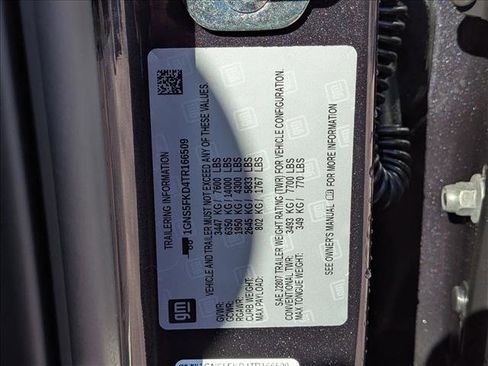 TRAILERING INFORMATION
1GNS5FKD4TR166509
VEHICLE AND TRAILER MUST NOT EXCEED ANY OF THESE VALUES.
GVWR: 3447 KG / 7600 LBS
GCWR: 6350 KG / 14000 LBS
RGAWR: 1950 KG / 4300 LBS
CURB WEIGHT: 2645 KG / 5833 LBS
MAX PAYLOAD: 802 KG / 1767 LBS
SAE J2807 TRAILER WEIGHT RATING (TWR) FOR VEHICLE CONFIGURATION.
CONVENTIONAL TWR: 3493 KG / 7700 LBS
MAX TONGUE WEIGHT: 349 KG / 770 LBS
SEE OWNER'S MANUAL FOR MORE INFORMATION
gm
1GNS5FKD4TR166509